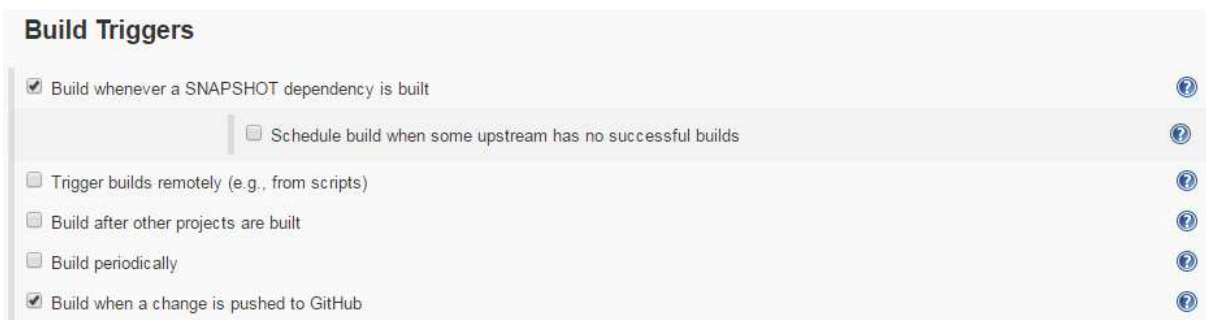 Build Triggers
Build whenever a SNAPSHOT dependency is built
Schedule build when some upstream has no successful builds
Trigger builds remotely (e.g., from scripts)
Build after other projects are built
Build periodically
Build when a change is pushed to GitHub